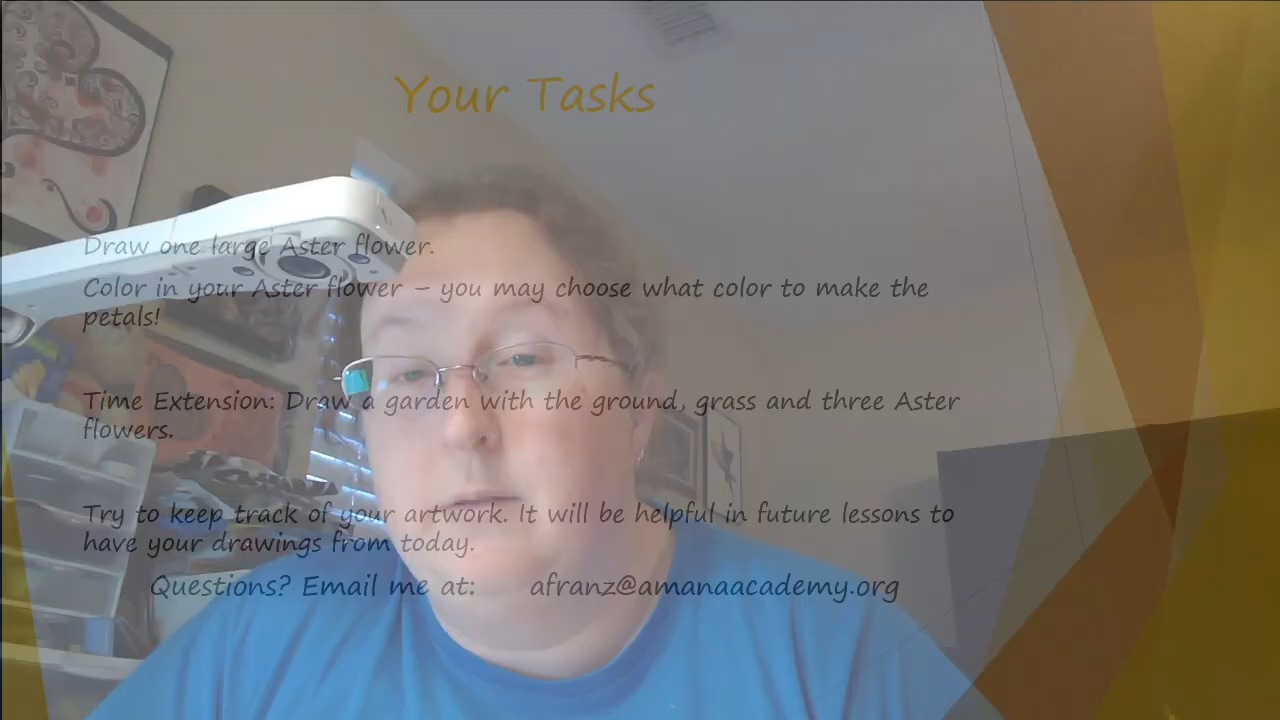 Your Tasks
Draw one large Aster flower.
Color in your Aster flower – you may choose what color to make the
petals!
Time Extension: Draw a garden with the ground, grass and three Aster
flowers.
Try to keep track of your artwork. It will be helpful in future lessons to
have your drawings from today.
Questions? Email me at: afranz@amanaacademy.org